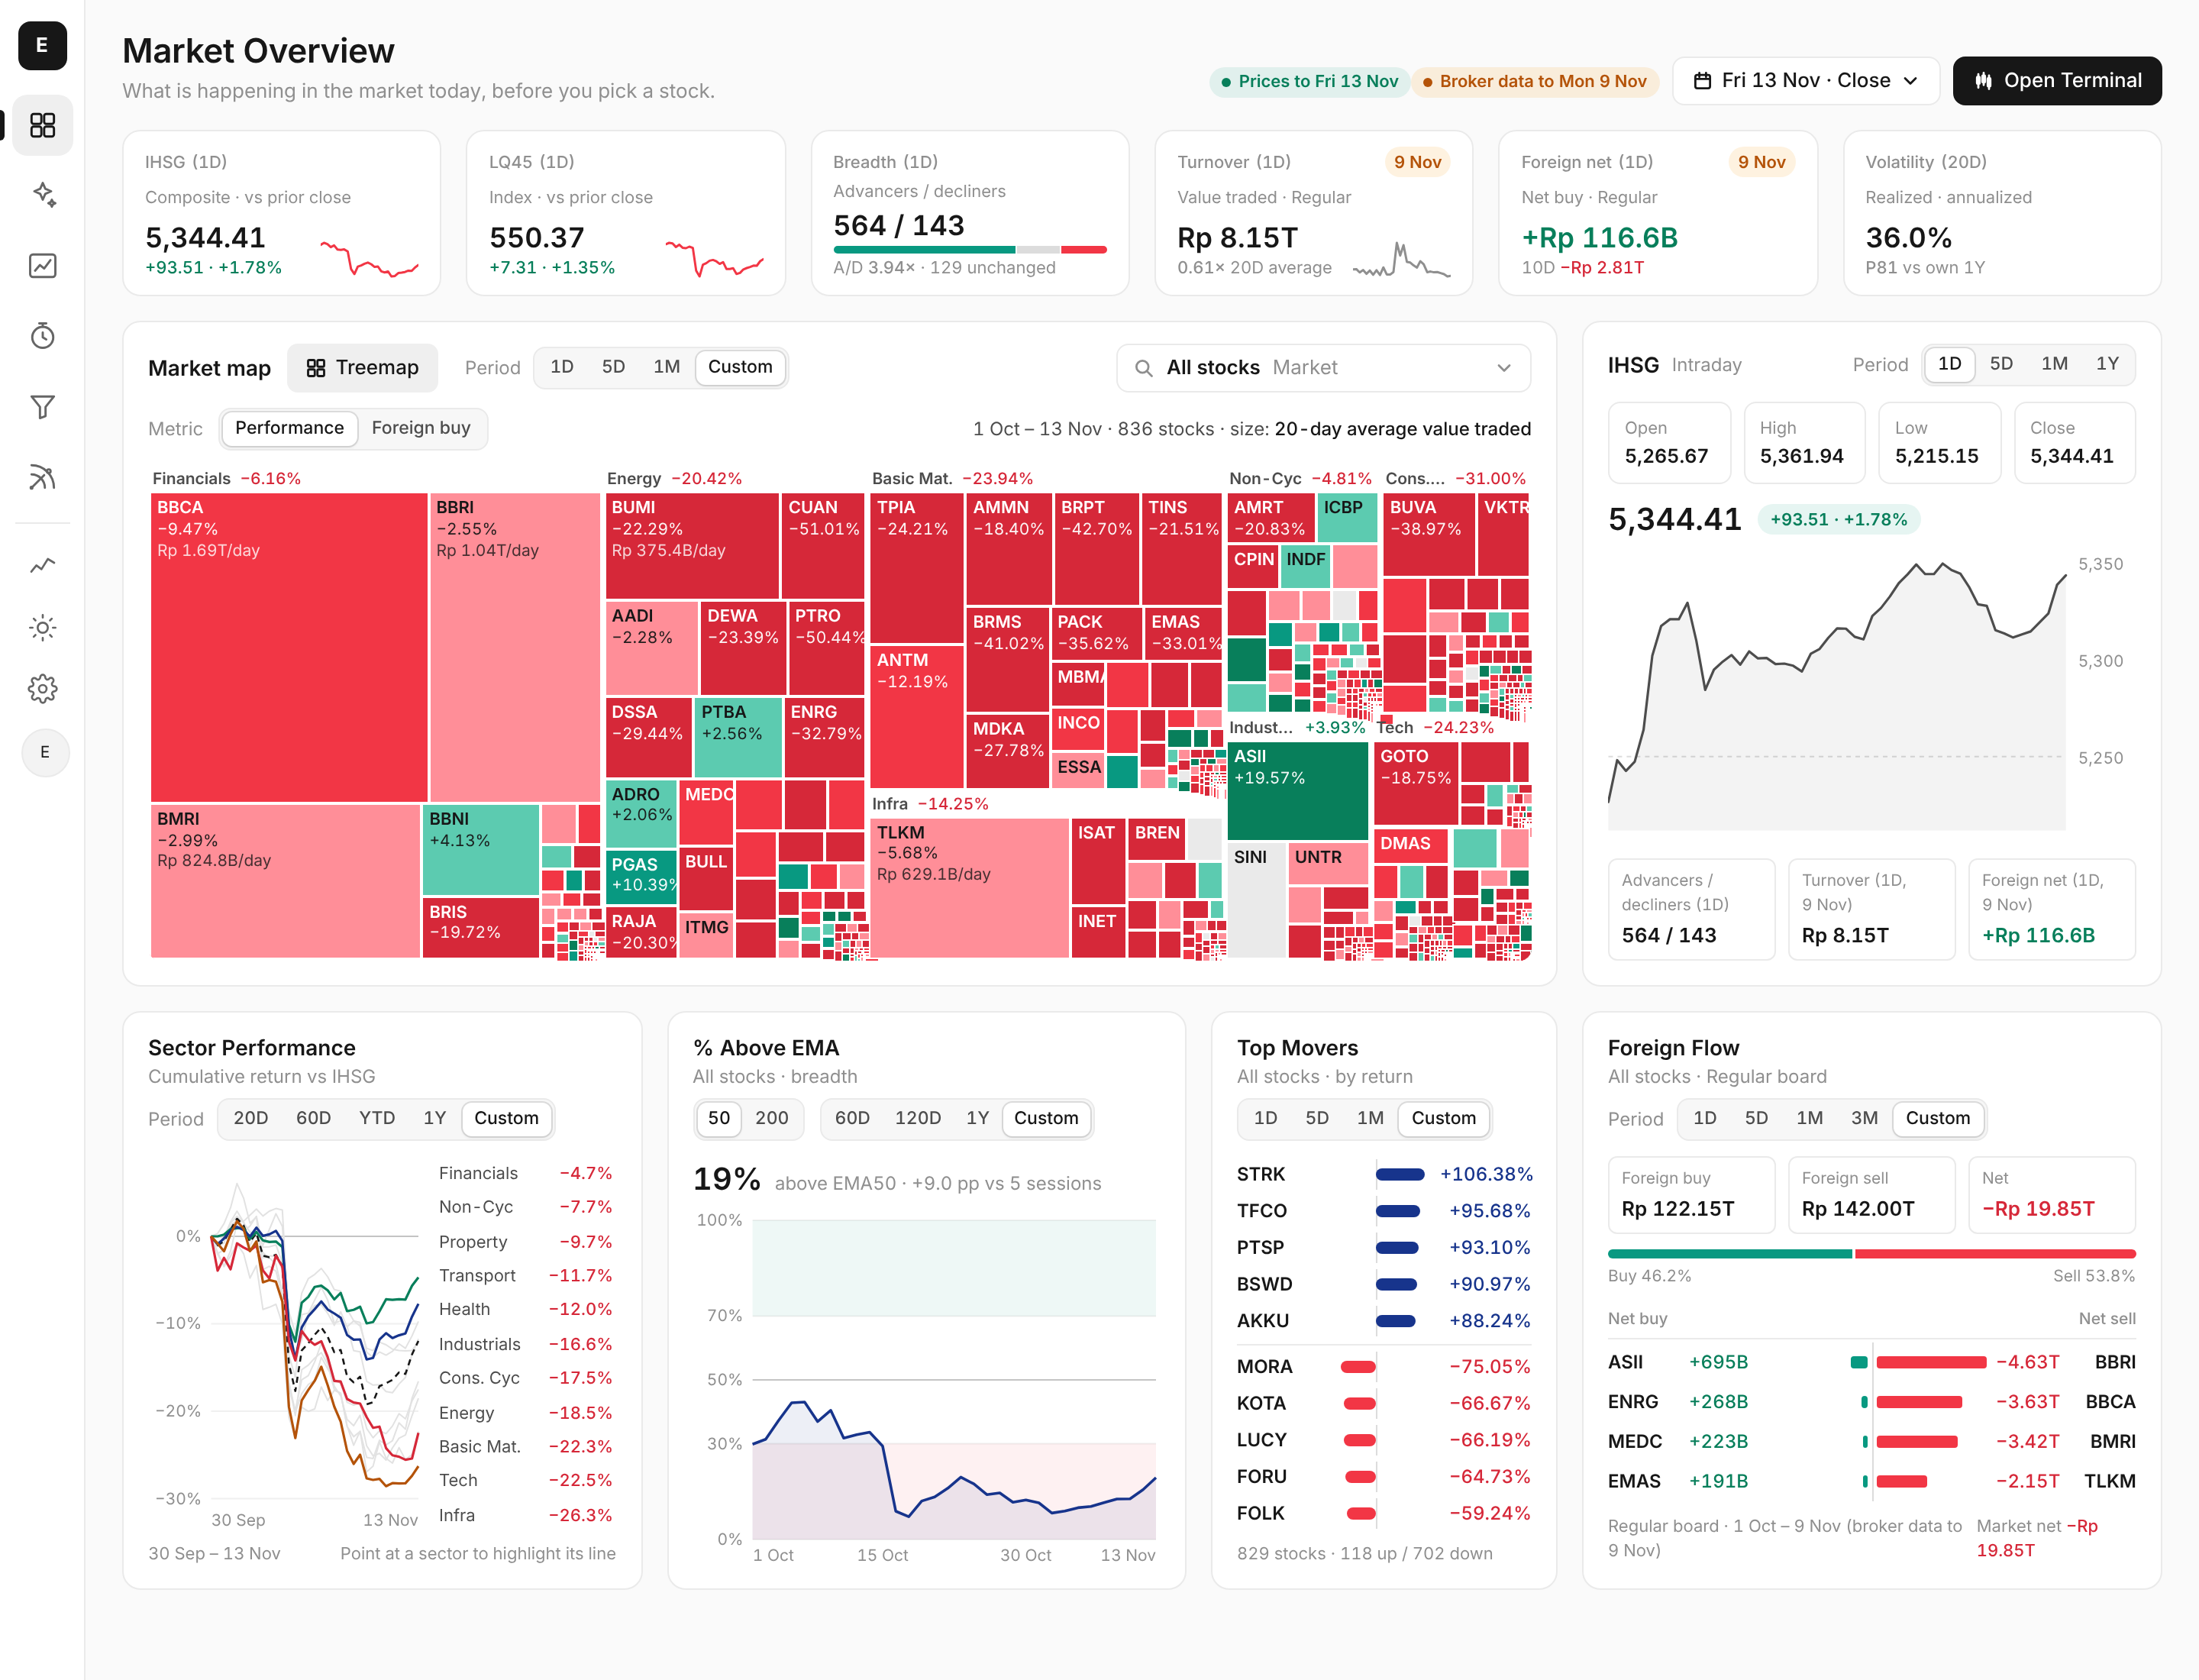 E
Market Overview
What is happening in the market today, before you pick a stock.
Prices to Fri 13 Nov
Broker data to Mon 9 Nov
Fri 13 Nov · Close
Open Terminal
IHSG (1D)
Composite · vs prior close
5,344.41
+93.51 · +1.78%
LQ45 (1D)
Index · vs prior close
550.37
+7.31 · +1.35%
Breadth (1D)
Advancers / decliners
564 / 143
A/D 3.94× · 129 unchanged
Turnover (1D)
9 Nov
Value traded · Regular
Rp 8.15T
0.61× 20D average
Foreign net (1D)
9 Nov
Net buy · Regular
+Rp 116.6B
10D −Rp 2.81T
Volatility (20D)
Realized · annualized
36.0%
P81 vs own 1Y
Market map
Treemap
Period
1D 5D 1M Custom
All stocks Market
Metric
Performance Foreign buy
1 Oct – 13 Nov · 836 stocks · size: 20-day average value traded
Financials −6.16%
BBCA
−9.47%
Rp 1.69T/day
BBRI
−2.55%
Rp 1.04T/day
BMRI
−2.99%
Rp 824.8B/day
BBNI
+4.13%
BRIS
−19.72%
Energy −20.42%
BUMI
−22.29%
Rp 375.4B/day
CUAN
−51.01%
AADI
−2.28%
DEWA
−23.39%
PTRO
−50.44%
DSSA
−29.44%
PTBA
+2.56%
ENRG
−32.79%
ADRO
+2.06%
MEDC
PGAS
+10.39%
BULL
RAJA
−20.30%
ITMG
Basic Mat. −23.94%
TPIA
−24.21%
AMMN
−18.40%
BRPT
−42.70%
TINS
−21.51%
BRMS
−41.02%
PACK
−35.62%
EMAS
−33.01%
ANTM
−12.19%
MBMA
INCO
MDKA
−27.78%
ESSA
Infra −14.25%
TLKM
−5.68%
Rp 629.1B/day
ISAT
BREN
INET
Non-Cyc −4.81%
AMRT
−20.83%
ICBP
CPIN
INDF
Cons.... −31.00%
BUVA
−38.97%
VKTR
Indust... +3.93%
ASII
+19.57%
SINI
UNTR
Tech −24.23%
GOTO
−18.75%
DMAS
IHSG Intraday
Period
1D 5D 1M 1Y
Open
5,265.67
High
5,361.94
Low
5,215.15
Close
5,344.41
5,344.41
+93.51 · +1.78%
5,350
5,300
5,250
Advancers /
decliners (1D)
564 / 143
Turnover (1D,
9 Nov)
Rp 8.15T
Foreign net (1D,
9 Nov)
+Rp 116.6B
E
Sector Performance
Cumulative return vs IHSG
Period
20D 60D YTD 1Y Custom
0%
−10%
−20%
−30%
30 Sep
13 Nov
Financials −4.7%
Non-Cyc −7.7%
Property −9.7%
Transport −11.7%
Health −12.0%
Industrials −16.6%
Cons. Cyc −17.5%
Energy −18.5%
Basic Mat. −22.3%
Tech −22.5%
Infra −26.3%
30 Sep – 13 Nov
Point at a sector to highlight its line
% Above EMA
All stocks · breadth
50 200
60D 120D 1Y Custom
19% above EMA50 · +9.0 pp vs 5 sessions
100%
70%
50%
30%
0%
1 Oct
15 Oct
30 Oct
13 Nov
Top Movers
All stocks · by return
1D 5D 1M Custom
STRK +106.38%
TFCO +95.68%
PTSP +93.10%
BSWD +90.97%
AKKU +88.24%
MORA −75.05%
KOTA −66.67%
LUCY −66.19%
FORU −64.73%
FOLK −59.24%
829 stocks · 118 up / 702 down
Foreign Flow
All stocks · Regular board
Period
1D 5D 1M 3M Custom
Foreign buy
Rp 122.15T
Foreign sell
Rp 142.00T
Net
−Rp 19.85T
Buy 46.2%
Sell 53.8%
Net buy
Net sell
ASII +695B −4.63T BBRI
ENRG +268B −3.63T BBCA
MEDC +223B −3.42T BMRI
EMAS +191B −2.15T TLKM
Regular board · 1 Oct – 9 Nov (broker data to
9 Nov)
Market net −Rp
19.85T